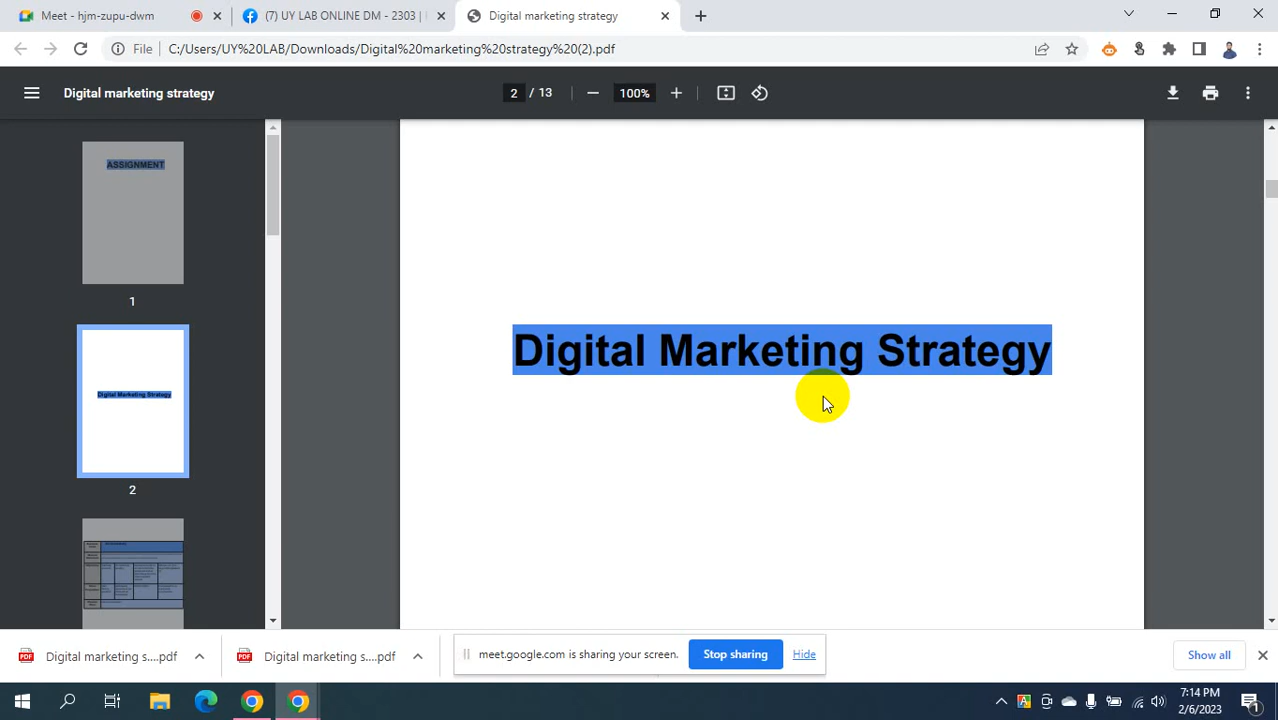 Meet - hjm-zupu-dwm
(7) UY LAB ONLINE DM - 2303 |
Digital marketing strategy
File
C:/Users/UY%20LAB/Downloads/Digital%20marketing%20strategy%20(2).pdf
Digital marketing strategy
2 / 13
100%
ASSIGNMENT
1
Digital Marketing Strategy
2
Digital Marketing Strategy
Digital marketing s....pdf
Digital marketing s....pdf
meet.google.com is sharing your screen.
Stop sharing
Hide
Show all
7:14 PM
2/6/2023
1